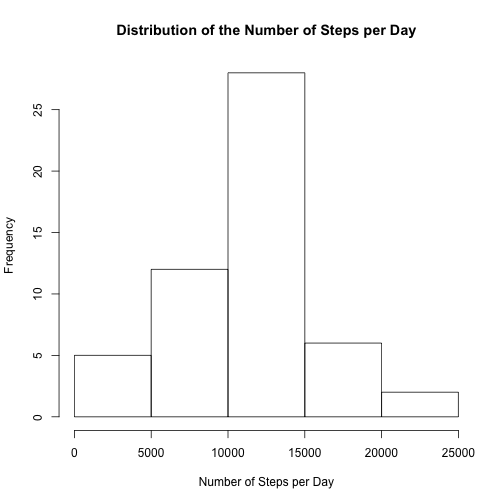 Distribution of the Number of Steps per Day
Frequency
25
20
15
10
5
0
0 5000 10000 15000 20000 25000
Number of Steps per Day